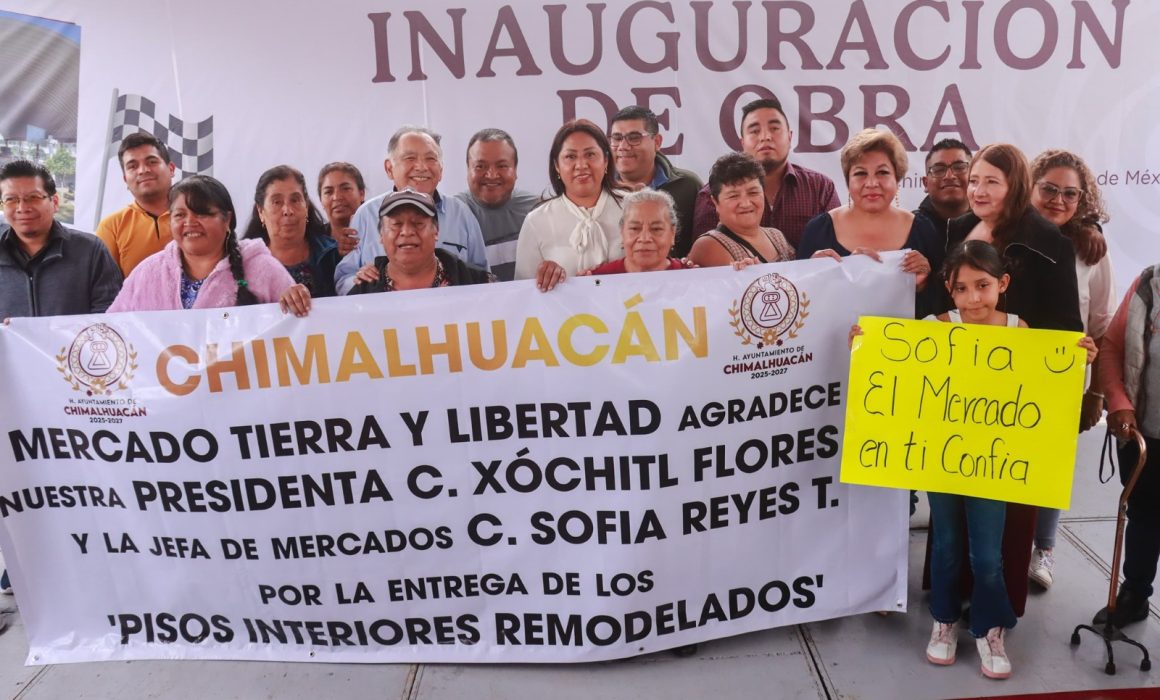 INAUGURACIÓN
DE OBRA
de México
CHIMALHUACÁN
H. AYUNTAMIENTO DE
CHIMALHUACÁN
2025-2027
H. AYUNTAMIENTO DE
CHIMALHUACÁN
2025-2027
MERCADO TIERRA Y LIBERTAD AGRADECE
NUESTRA PRESIDENTA C. XÓCHITL FLORES
Y LA JEFA DE MERCADOS C. SOFIA REYES T.
POR LA ENTREGA DE LOS
'PISOS INTERIORES REMODELADOS'
Sofia
El Mercado
en ti Confia